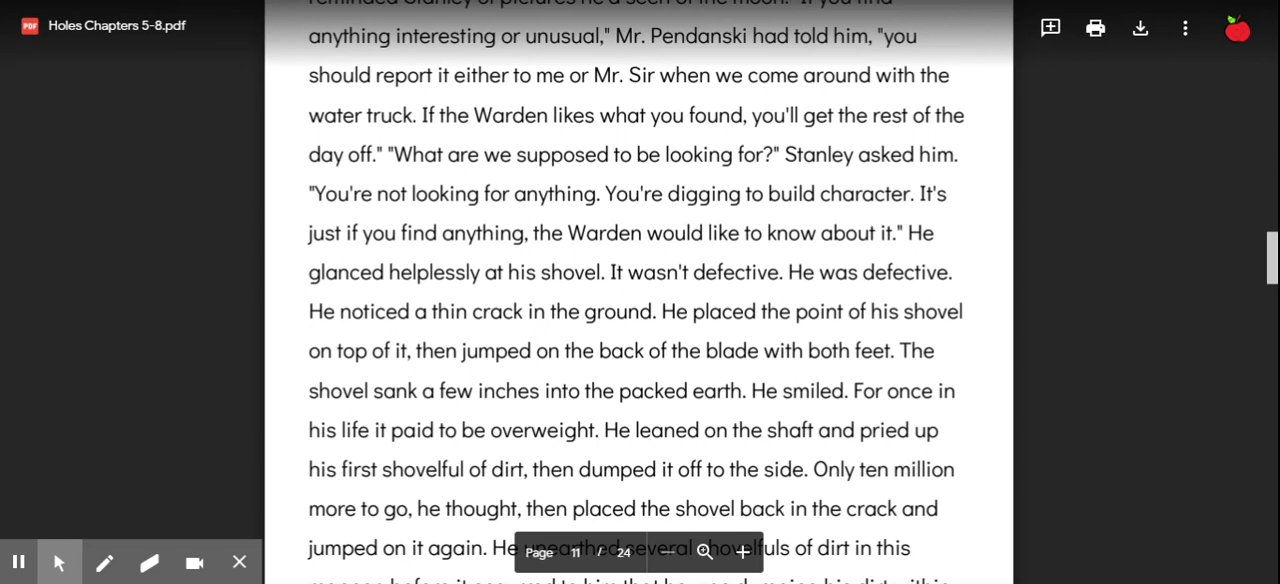 Holes Chapters 5-8.pdf
anything interesting or unusual," Mr. Pendanski had told him, "you
should report it either to me or Mr. Sir when we come around with the
water truck. If the Warden likes what you found, you'll get the rest of the
day off." "What are we supposed to be looking for?" Stanley asked him.
"You're not looking for anything. You're digging to build character. It's
just if you find anything, the Warden would like to know about it." He
glanced helplessly at his shovel. It wasn't defective. He was defective.
He noticed a thin crack in the ground. He placed the point of his shovel
on top of it, then jumped on the back of the blade with both feet. The
shovel sank a few inches into the packed earth. He smiled. For once in
his life it paid to be overweight. He leaned on the shaft and pried up
his first shovelful of dirt, then dumped it off to the side. Only ten million
more to go, he thought, then placed the shovel back in the crack and
jumped on it again. He unearthed several shovelfuls of dirt in this
Page 11 / 24